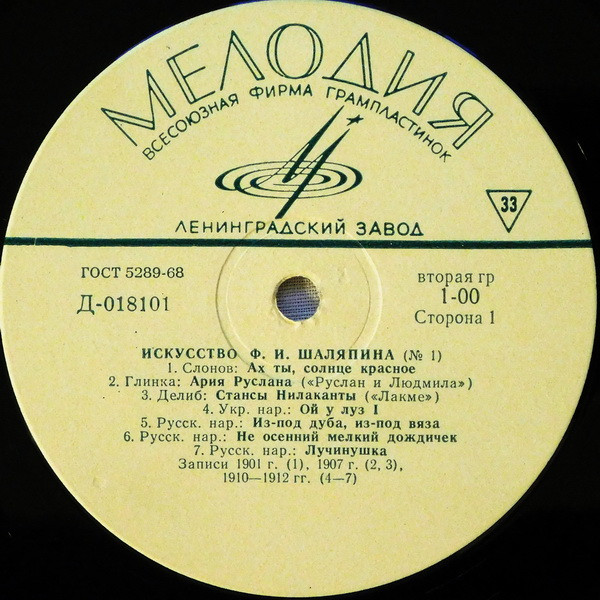 МЕЛОДИЯ
ВСЕСОЮЗНАЯ ФИРМА ГРАМПЛАСТИНОК
33
ЛЕНИНГРАДСКИЙ ЗАВОД
ГОСТ 5289-68
Д-018101
вторая гр
1-00
Сторона 1
ИСКУССТВО Ф. И. ШАЛЯПИНА (№ 1)
1. Слонов: Ах ты, солнце красное
2. Глинка: Ария Руслана («Руслан и Людмила»)
3. Делиб: Стансы Нилаканты («Лакме»)
4. Укр. нар.: Ой у луз I
5. Русск. нар.: Из-под дуба, из-под вяза
6. Русск. нар.: Не осенний мелкий дождичек
7. Русск. нар.: Лучинушка
Записи 1901 г. (1), 1907 г. (2, 3),
1910—1912 гг. (4—7)